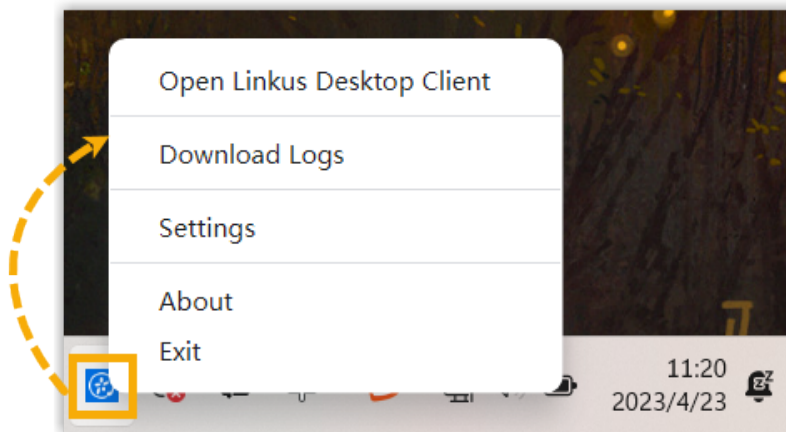 Open Linkus Desktop Client
Download Logs
Settings
About
Exit
11:20
2023/4/23